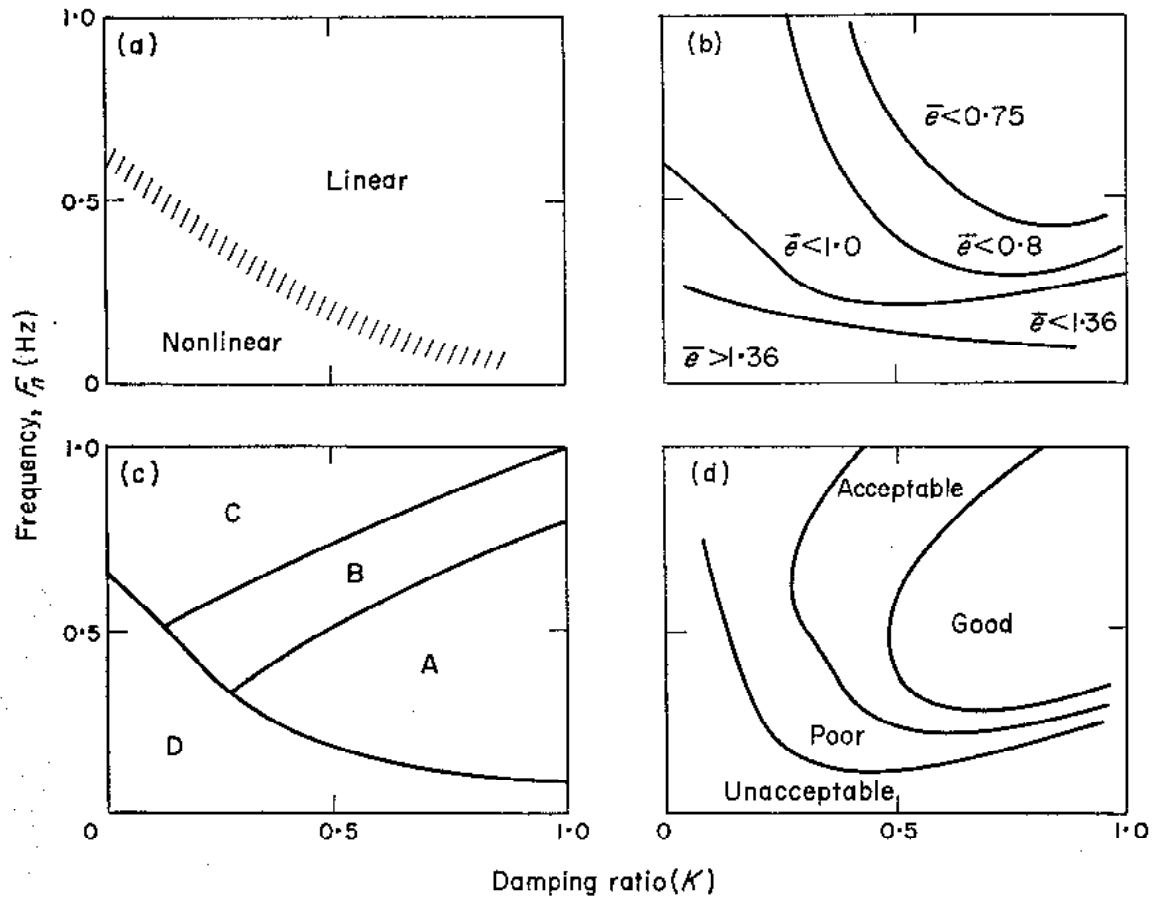 (a)
1·0
Linear
0·5
Nonlinear
0
(b)
e̅<0·75
e̅<1·0
e̅<0·8
e̅<1·36
e̅>1·36
Frequency, Fn (Hz)
(c)
1·0
C
B
0·5
A
D
0
0·5
1·0
(d)
Acceptable
Good
Poor
Unacceptable
0·5
1·0
Damping ratio (K)